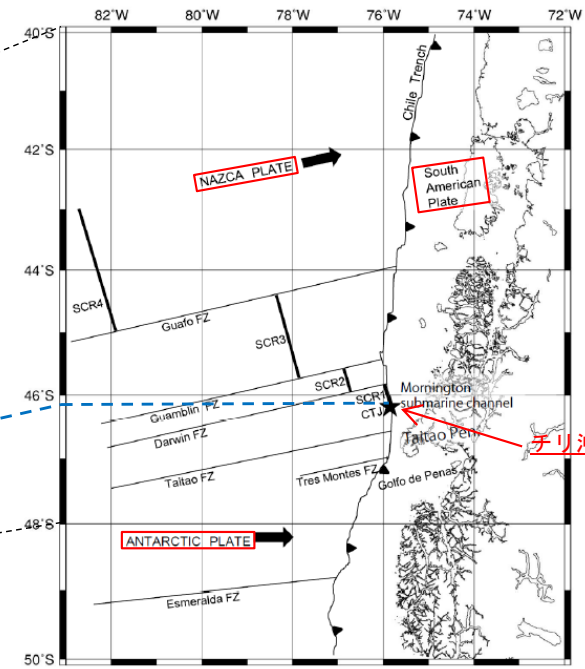 82°W
80°W
78°W
76°W
74°W
72°W
40°S
Chile Trench
42°S
NAZCA PLATE
South
American
Plate
44°S
SCR4
Guafo FZ
SCR3
SCR2
SCR1
Mornington
submarine channel
46°S
CTJ
Guamblin FZ
Darwin FZ
Taitao Pen
チリ
Taitao FZ
Tres Montes FZ
Golfo de Penas
48°S
ANTARCTIC PLATE
Esmeralda FZ
50°S